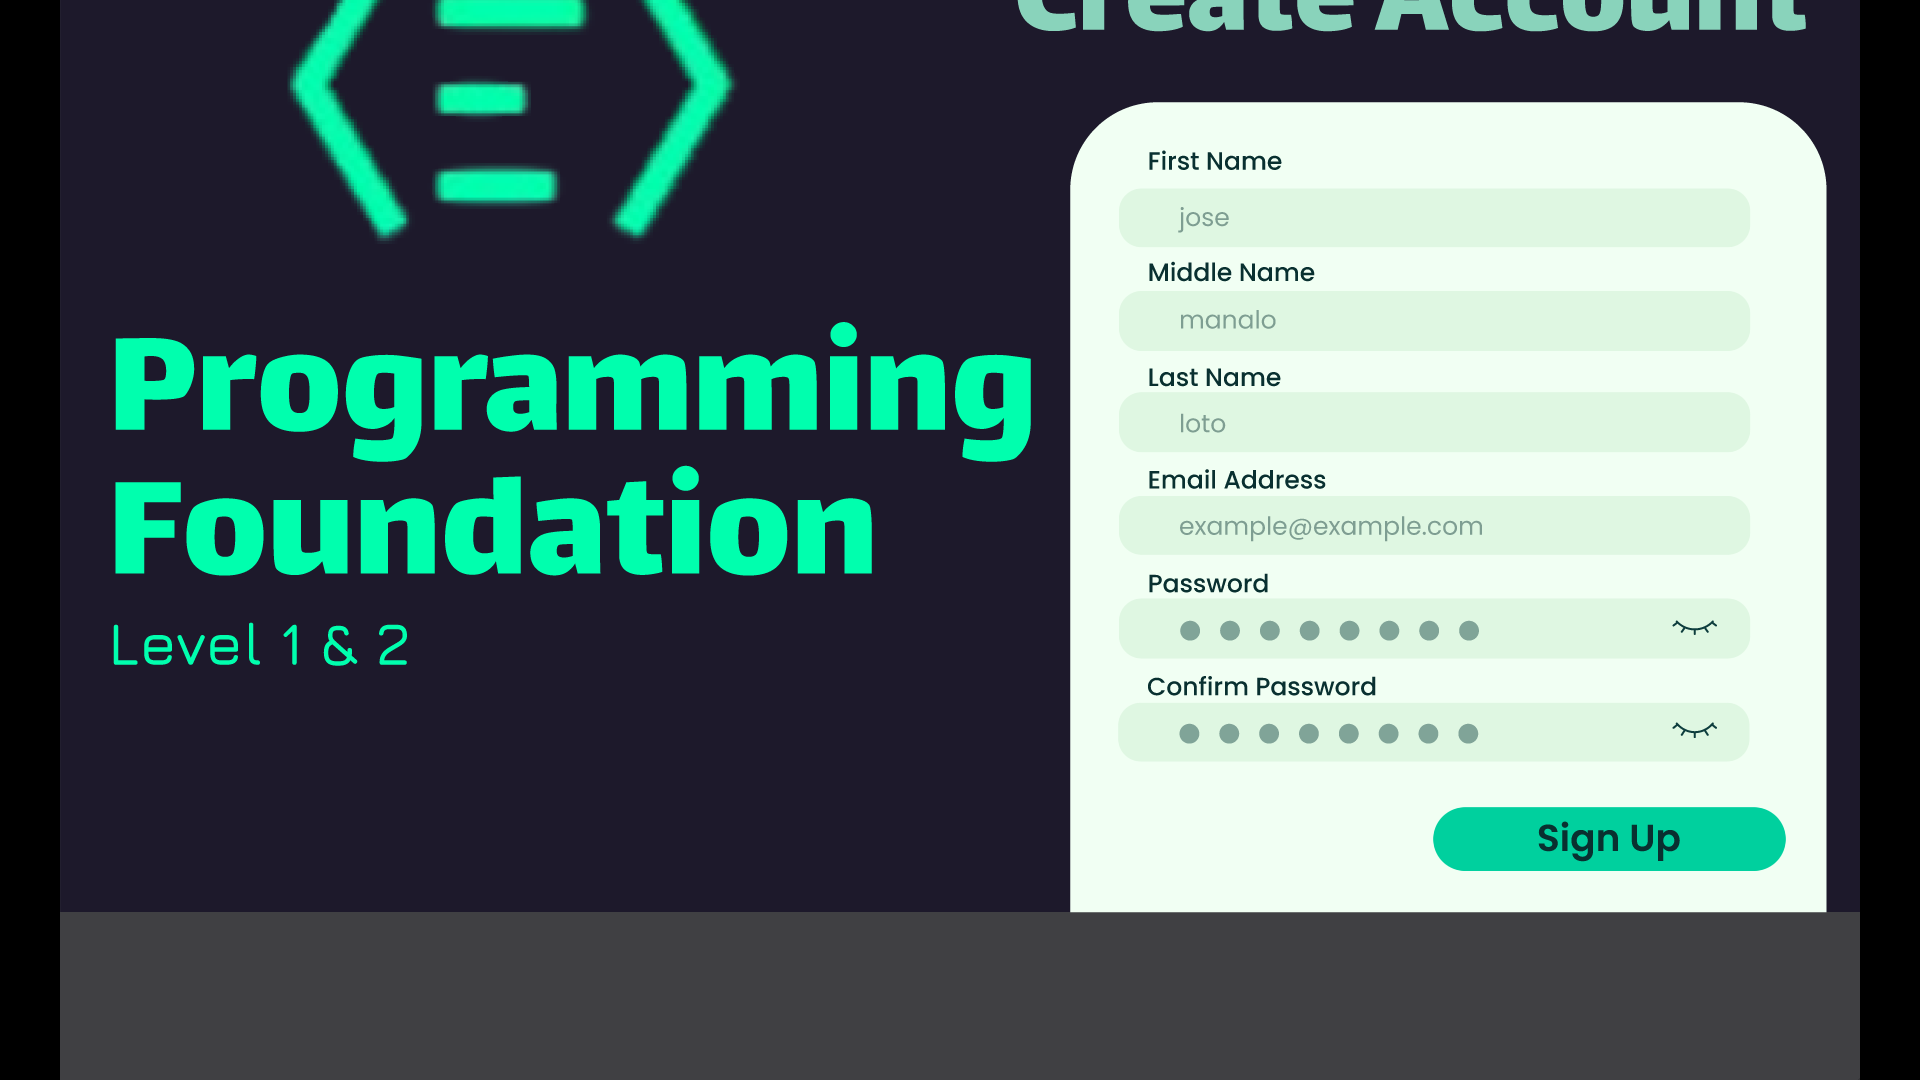 Create Account
Programming
Foundation
Level 1 & 2
First Name
jose
Middle Name
manalo
Last Name
loto
Email Address
example@example.com
Password
Confirm Password
Sign Up